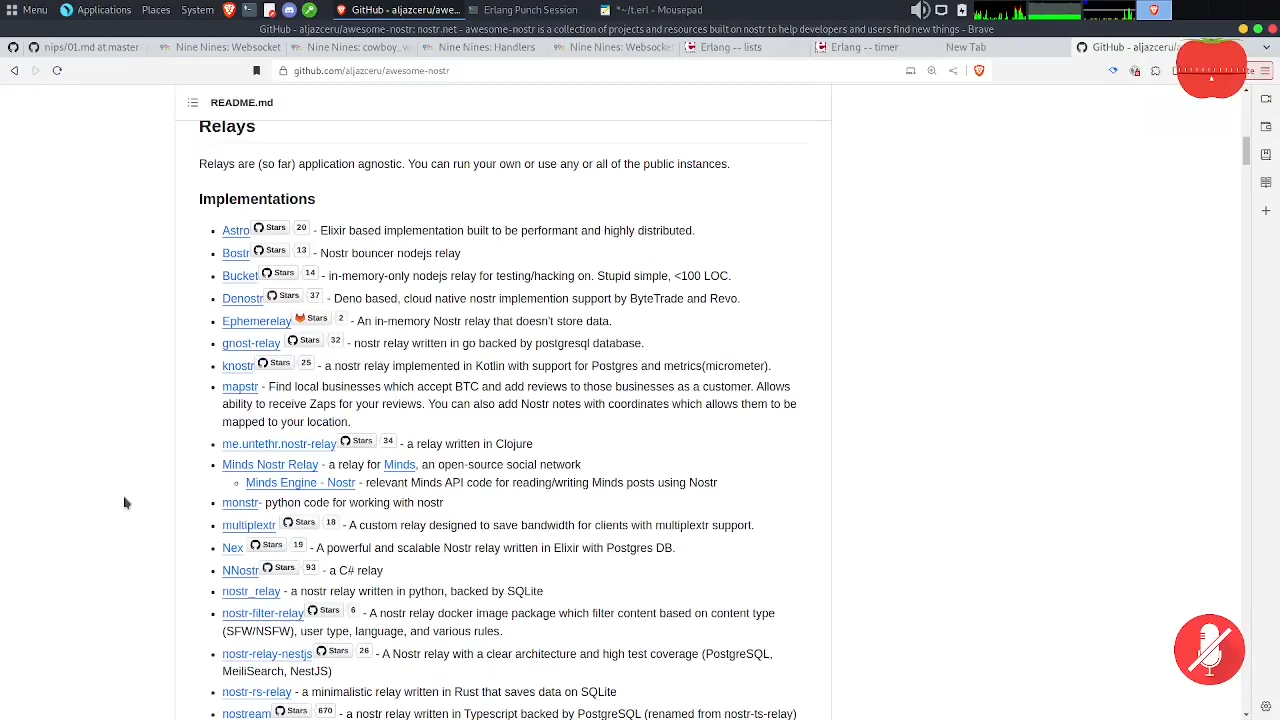 Menu Applications Places System GitHub - aljazceru/awe... Erlang Punch Session *~/t.erl - Mousepad
GitHub - aljazceru/awesome-nostr: nostr.net - awesome-nostr is a collection of projects and resources built on nostr to help developers and users find new things - Brave
nips/01.md at master Nine Nines: Websocket Nine Nines: cowboy_w Nine Nines: Handlers Nine Nines: Websocket Erlang -- lists Erlang -- timer New Tab GitHub - aljazceru/
github.com/aljazceru/awesome-nostr
README.md
Relays
Relays are (so far) application agnostic. You can run your own or use any or all of the public instances.
Implementations
Astro Stars 20 - Elixir based implementation built to be performant and highly distributed.
Bostr Stars 13 - Nostr bouncer nodejs relay
Bucket Stars 14 - in-memory-only nodejs relay for testing/hacking on. Stupid simple, <100 LOC.
Denostr Stars 37 - Deno based, cloud native nostr implemention support by ByteTrade and Revo.
Ephemerelay Stars 2 - An in-memory Nostr relay that doesn't store data.
gnost-relay Stars 32 - nostr relay written in go backed by postgresql database.
knostr Stars 25 - a nostr relay implemented in Kotlin with support for Postgres and metrics(micrometer).
mapstr - Find local businesses which accept BTC and add reviews to those businesses as a customer. Allows
ability to receive Zaps for your reviews. You can also add Nostr notes with coordinates which allows them to be
mapped to your location.
me.untethr.nostr-relay Stars 34 - a relay written in Clojure
Minds Nostr Relay - a relay for Minds, an open-source social network
Minds Engine - Nostr - relevant Minds API code for reading/writing Minds posts using Nostr
monstr- python code for working with nostr
multiplextr Stars 18 - A custom relay designed to save bandwidth for clients with multiplextr support.
Nex Stars 19 - A powerful and scalable Nostr relay written in Elixir with Postgres DB.
NNostr Stars 93 - a C# relay
nostr_relay - a nostr relay written in python, backed by SQLite
nostr-filter-relay Stars 6 - A nostr relay docker image package which filter content based on content type
(SFW/NSFW), user type, language, and various rules.
nostr-relay-nestjs Stars 26 - A Nostr relay with a clear architecture and high test coverage (PostgreSQL,
MeiliSearch, NestJS)
nostr-rs-relay - a minimalistic relay written in Rust that saves data on SQLite
nostream Stars 670 - a nostr relay written in Typescript backed by PostgreSQL (renamed from nostr-ts-relay)